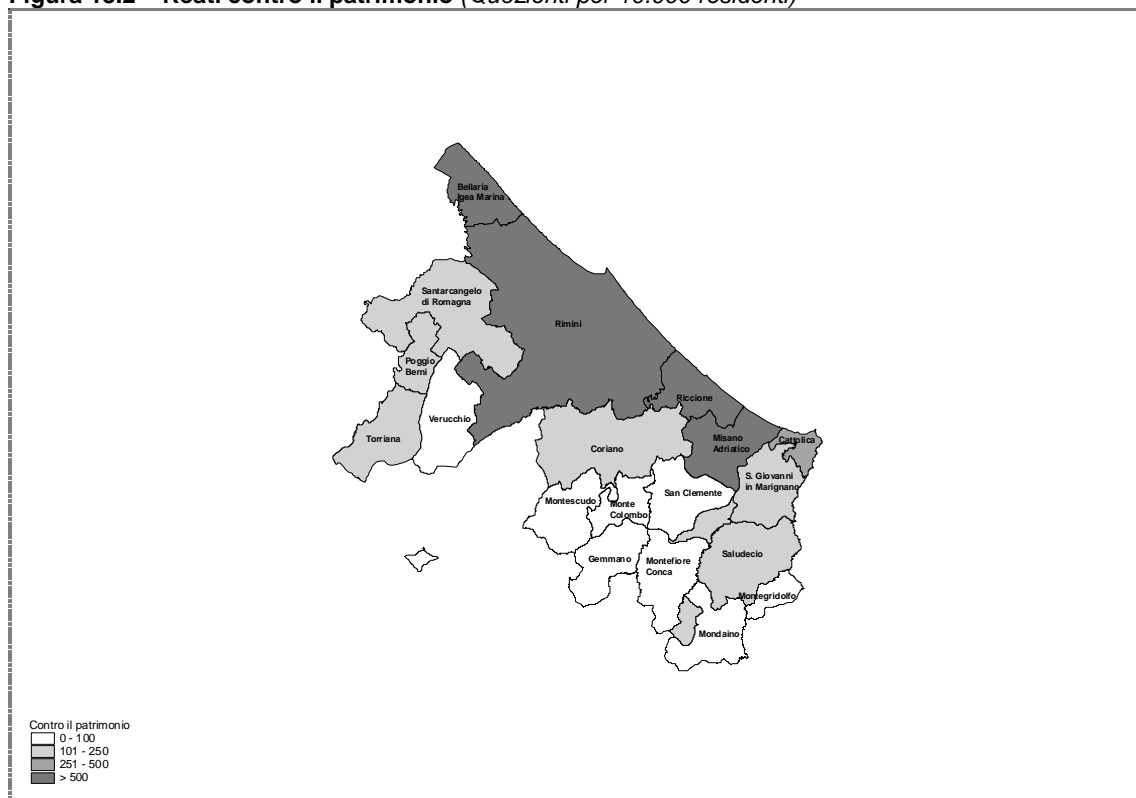 Figura 10.2 – Reati contro il patrimonio (Quozienti per 10.000 residenti)
Bellaria
Igea Marina
Santarcangelo
di Romagna
Rimini
Poggio
Berni
Riccione
Verucchio
Torriana
Misano
Adriatico
Cattolica
Coriano
S. Giovanni
in Marignano
San Clemente
Montescudo
Monte
Colombo
Saludecio
Gemmano
Montefiore
Conca
Montegridolfo
Mondaino
Contro il patrimonio
0 - 100
101 - 250
251 - 500
> 500